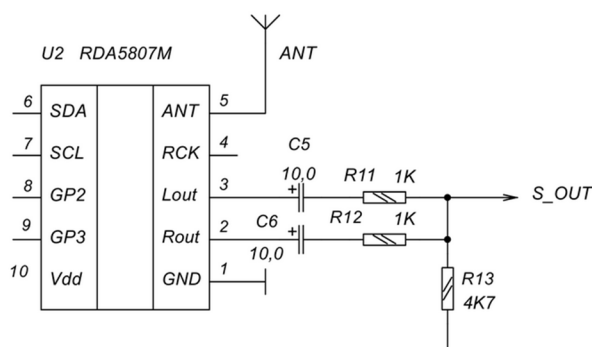 U2 RDA5807M
ANT
6 SDA ANT 5
7 SCL RCK 4
C5
10,0
R11 1K
8 GP2 Lout 3
+
S_OUT
C6
R12 1K
9 GP3 Rout 2
+
10,0
10 Vdd GND 1
R13
4K7